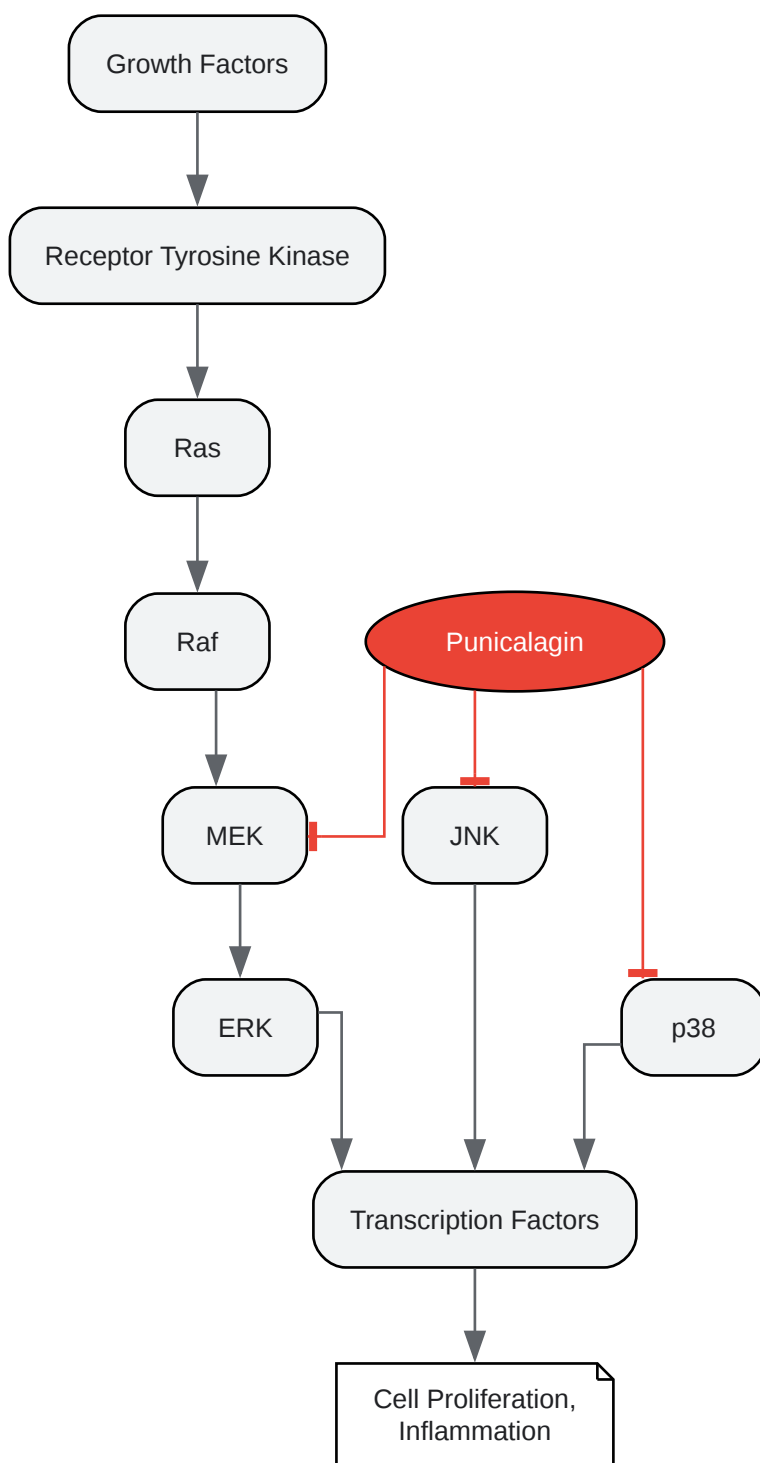 Growth Factors
Receptor Tyrosine Kinase
Ras
Raf
Punicalagin
MEK
JNK
ERK
p38
Transcription Factors
Cell Proliferation,
Inflammation